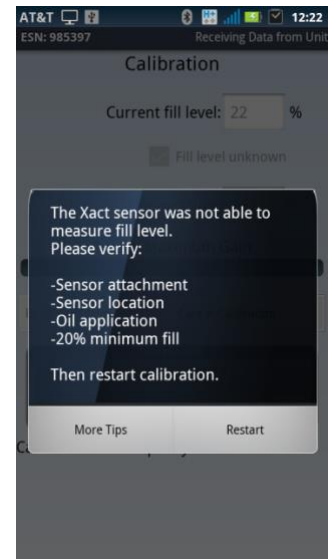 AT&T 12:22
ESN: 985397 Receiving Data from Unit
Calibration
Current fill level: 22 %
Fill level unknown
The Xact sensor was not able to
measure fill level.
Please verify:
-Sensor attachment
-Sensor location
-Oil application
-20% minimum fill
Then restart calibration.
More Tips Restart